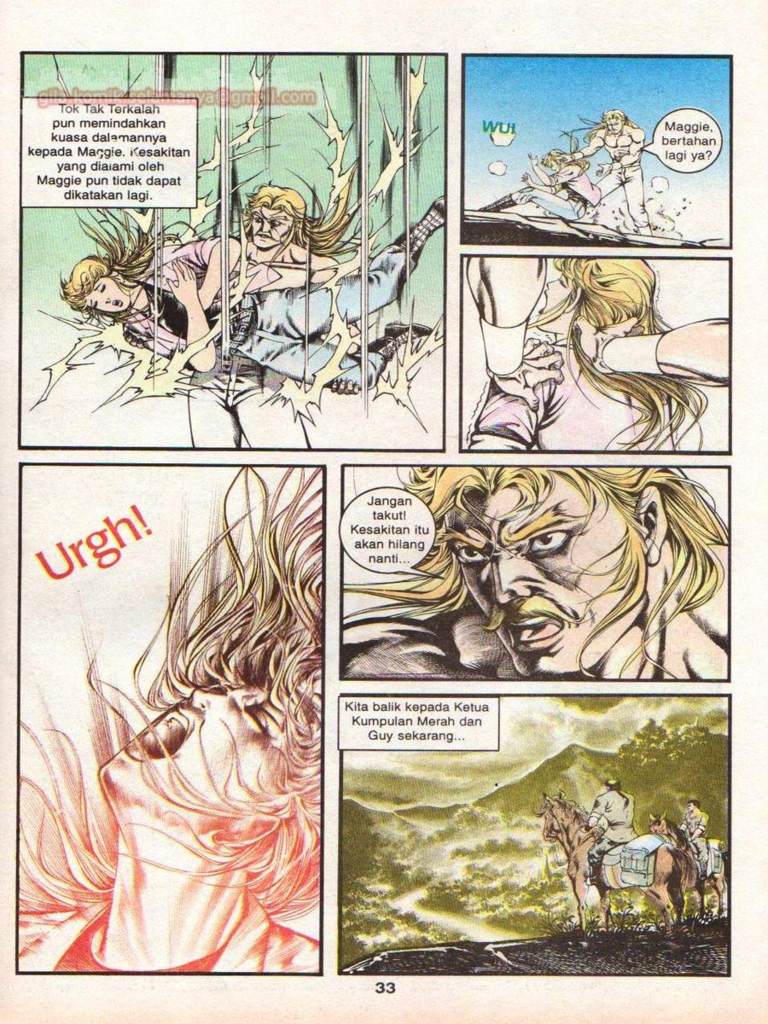 Tok Tak Terkalah
pun memindahkan
kuasa dalamannya
kepada Maggie. Kesakitan
yang dialami oleh
Maggie pun tidak dapat
dikatakan lagi.
WUI
Maggie,
bertahan
lagi ya?
Urgh!
Jangan
takut!
Kesakitan itu
akan hilang
nanti...
Kita balik kepada Ketua
Kumpulan Merah dan
Guy sekarang...
33